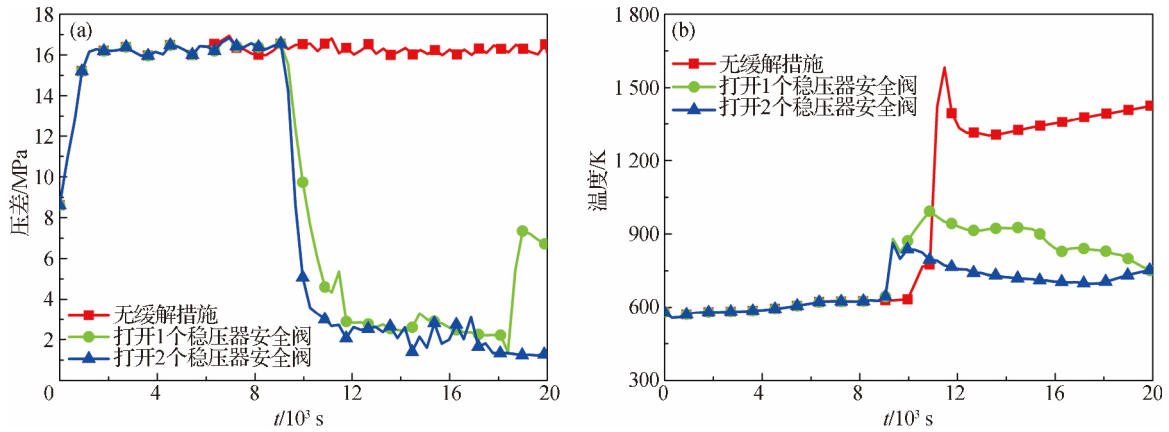 (a)
18
16
14
12
10
8
6
4
2
0
4
8
12
16
20
压差/MPa
t/10³ s
无缓解措施
打开1个稳压器安全阀
打开2个稳压器安全阀
(b)
1 800
1 500
1 200
900
600
300
0
4
8
12
16
20
温度/K
t/10³ s
无缓解措施
打开1个稳压器安全阀
打开2个稳压器安全阀